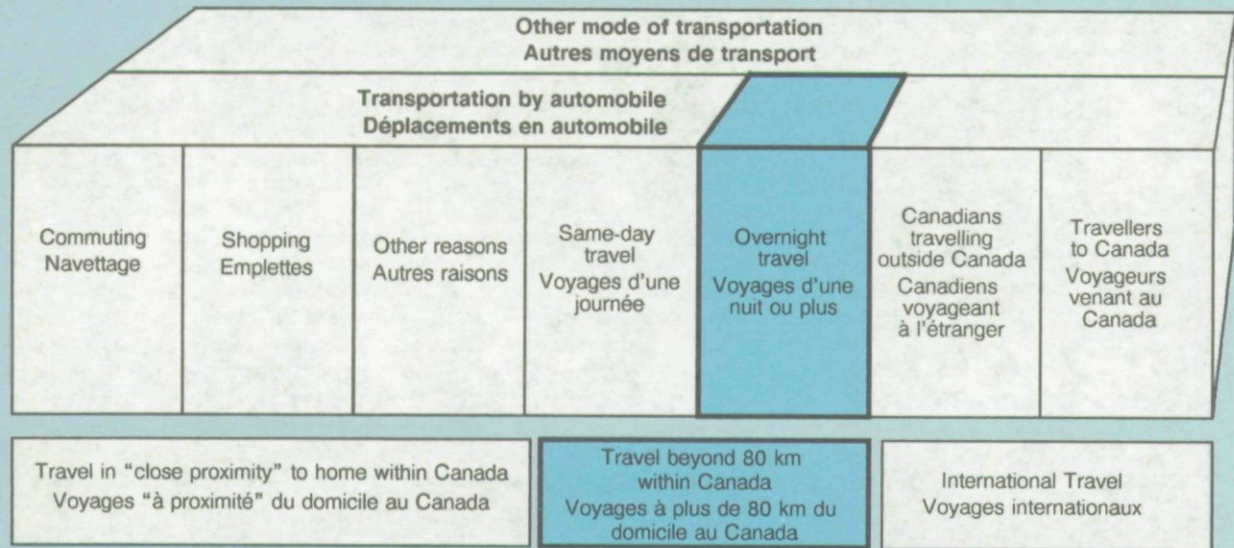 Other mode of transportation
Autres moyens de transport
Transportation by automobile
Déplacements en automobile
Commuting
Navettage
Shopping
Emplettes
Other reasons
Autres raisons
Same-day
travel
Voyages d'une
journée
Overnight
travel
Voyages d'une
nuit ou plus
Canadians
travelling
outside Canada
Canadiens
voyageant
à l'étranger
Travellers
to Canada
Voyageurs
venant au
Canada
Travel in "close proximity" to home within Canada
Voyages "à proximité" du domicile au Canada
Travel beyond 80 km
within Canada
Voyages à plus de 80 km du
domicile au Canada
International Travel
Voyages internationaux